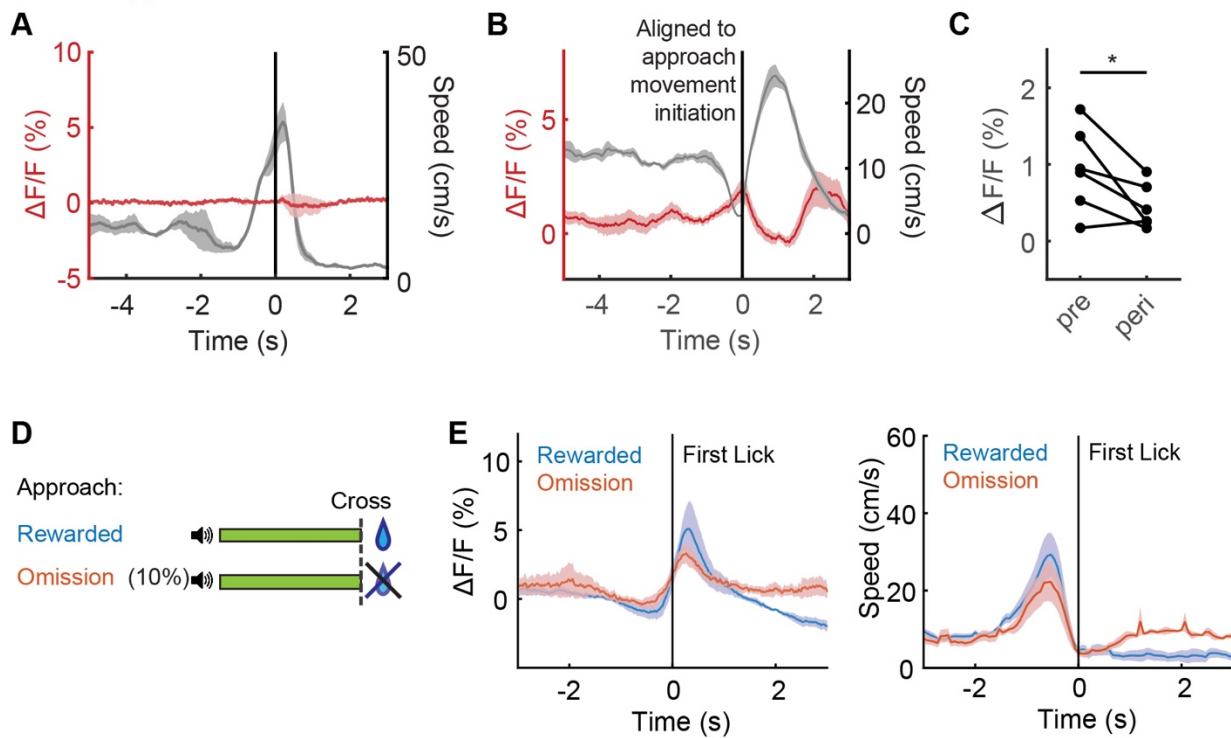 A
ΔF/F (%)
10
5
0
-5
50
0
Speed (cm/s)
-4 -2 0 2
Time (s)
B
Aligned to
approach
movement
initiation
ΔF/F (%)
5
0
20
10
0
Speed (cm/s)
-4 -2 0 2
Time (s)
C
*
ΔF/F (%)
2
1
0
pre peri
D
Approach:
Cross
Rewarded
Omission (10%)
E
Rewarded
Omission
First Lick
ΔF/F (%)
10
0
-2 0 2
Time (s)
First Lick
Rewarded
Omission
Speed (cm/s)
60
40
20
0
-2 0 2
Time (s)